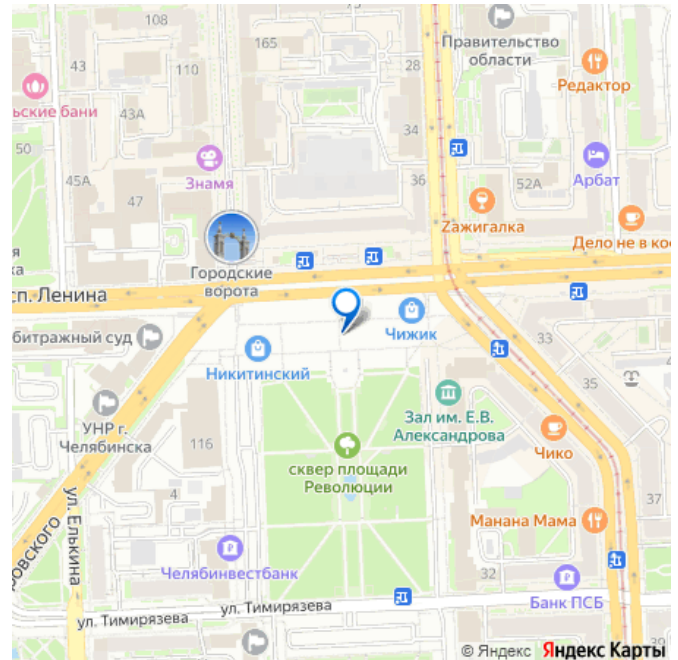 108
165
43
110
28
Правительство
области
Редактор
ьские бани
43А
50
34
Знамя
45А
36
52А
Арбат
47
Zажигалка
Дело не в ко
я
ка
Городские
ворота
сп. Ленина
Чижик
битражный суд
33
Никитинский
35
Зал им. Е.В.
Александрова
УНР г.
Челябинска
116
Чико
сквер площади
Революции
37
4
ул. Елькина
ровского
Манана Мама
Челябинвестбанк
32
Банк ПСБ
ул. Тимирязева
ул. Тимирязева
© Яндекс Яндекс Карты